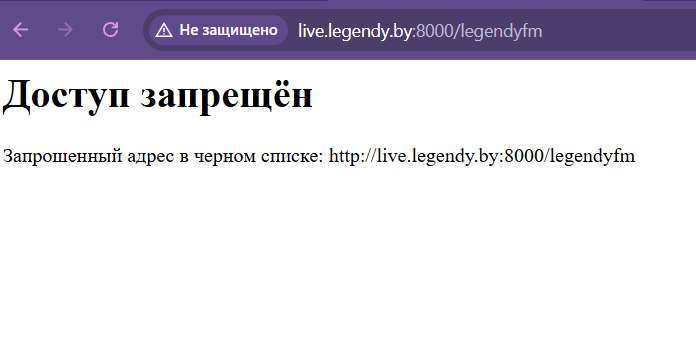 Не защищено live.legendy.by:8000/legendyfm
Доступ запрещён
Запрошенный адрес в черном списке: http://live.legendy.by:8000/legendyfm